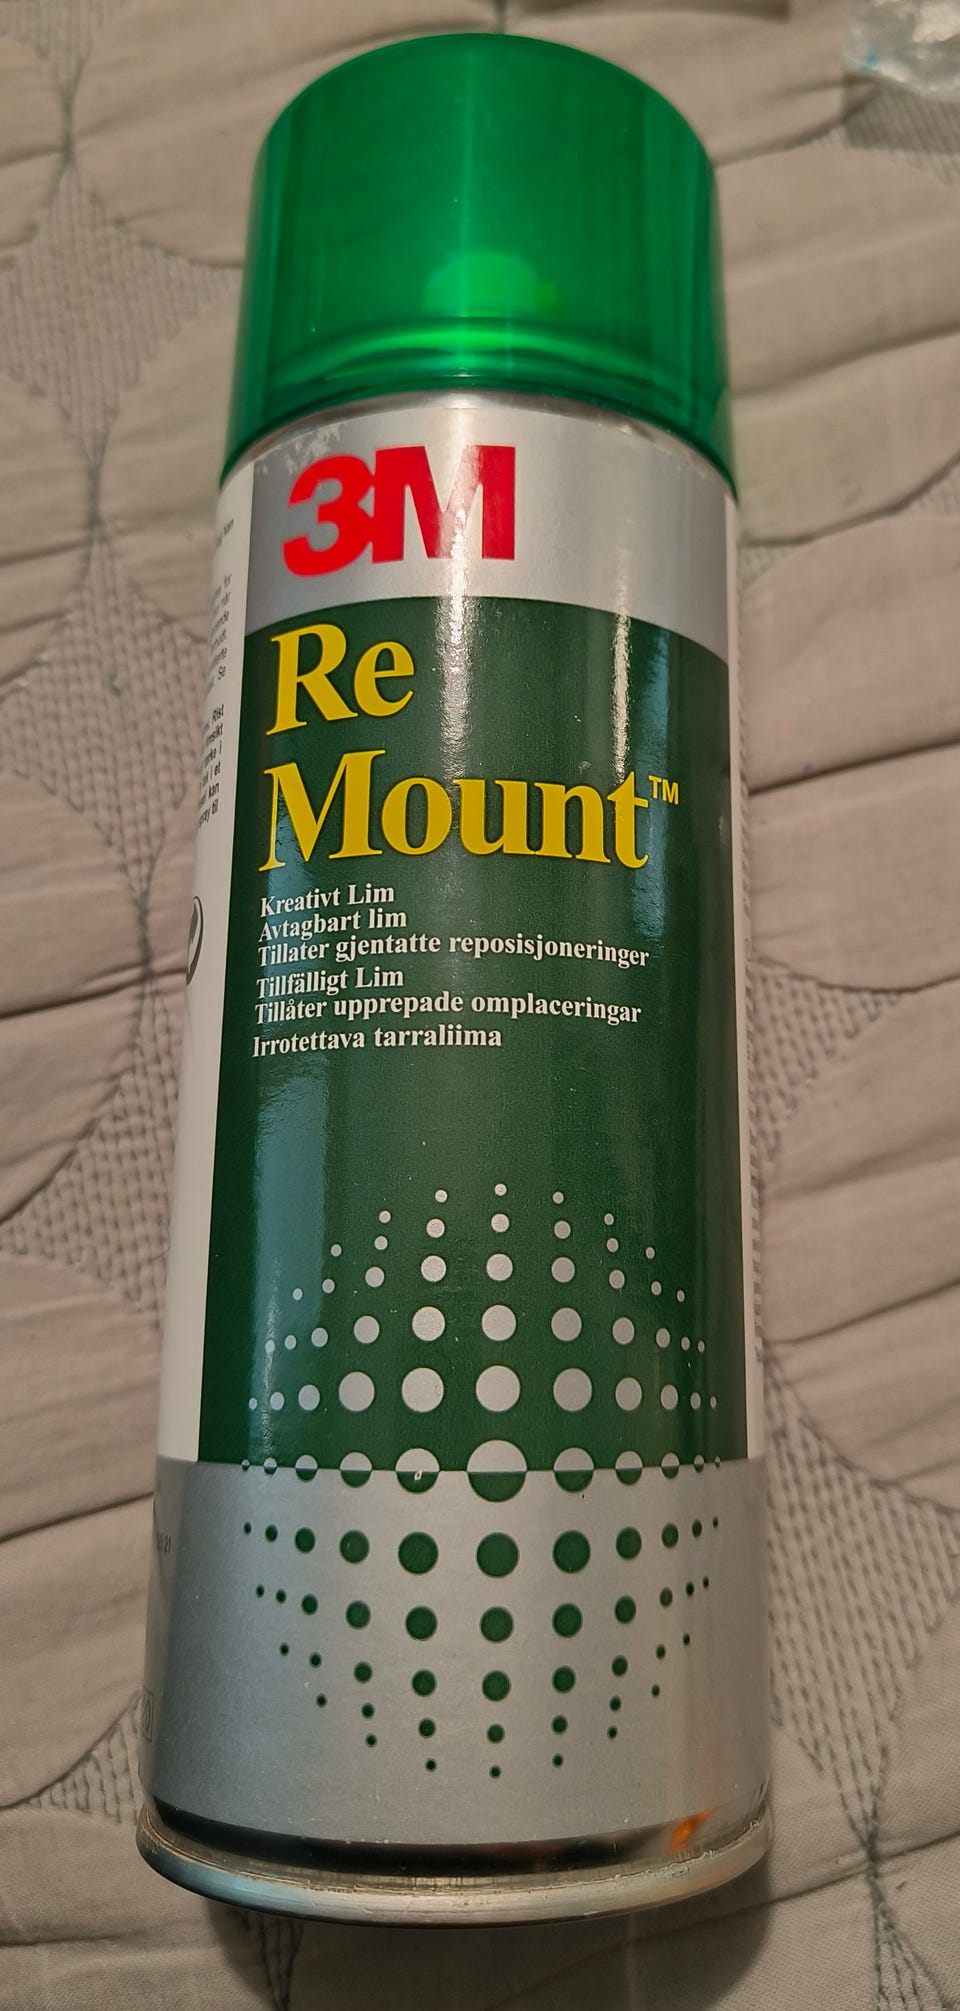 3M
Re
Mount™
Kreativt Lim
Avtagbart lim
Tillater gjentatte reposisjoneringer
Tillfälligt Lim
Tillåter upprepade omplaceringar
Irrotettava tarraliima